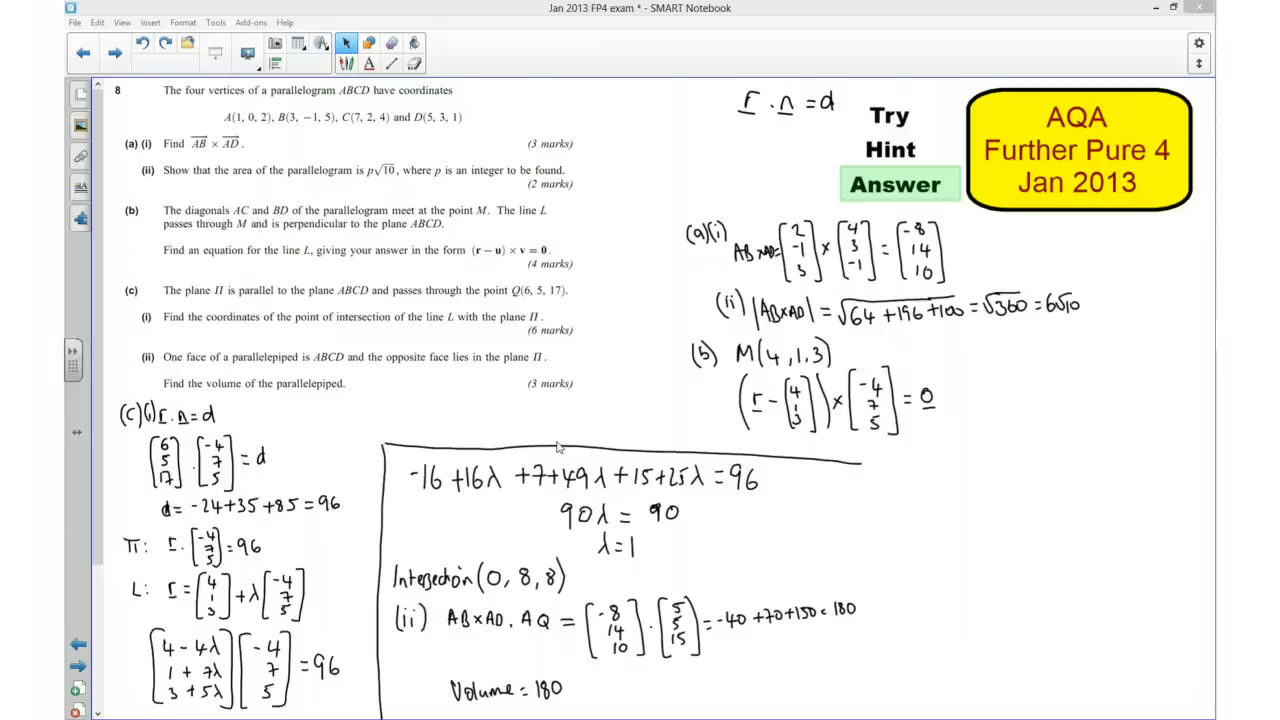 Jan 2013 FP4 exam * - SMART Notebook
File Edit View Insert Format Tools Add-ons Help
8 The four vertices of a parallelogram ABCD have coordinates
A(1, 0, 2), B(3, −1, 5), C(7, 2, 4) and D(5, 3, 1)
(a) (i) Find AB × AD .
(3 marks)
(ii) Show that the area of the parallelogram is p√10, where p is an integer to be found.
(2 marks)
(b) The diagonals AC and BD of the parallelogram meet at the point M. The line L
passes through M and is perpendicular to the plane ABCD.
Find an equation for the line L, giving your answer in the form (r − u) × v = 0.
(4 marks)
(c) The plane Π is parallel to the plane ABCD and passes through the point Q(6, 5, 17).
(i) Find the coordinates of the point of intersection of the line L with the plane Π.
(6 marks)
(ii) One face of a parallelepiped is ABCD and the opposite face lies in the plane Π.
Find the volume of the parallelepiped.
(3 marks)
r . n = d
Try
Hint
Answer
AQA
Further Pure 4
Jan 2013
(a)(i) AB×AD = [2 -1 3] × [4 3 -1] = [-8 14 10]
(ii) |AB×AD| = √64 + 196 + 100 = √360 = 6√10
(b) M(4, 1, 3)
(r - [4 1 3]) × [-4 7 5] = 0
(c)(i) r . n = d
[6 5 17] . [-4 7 5] = d
d = -24 + 35 + 85 = 96
Π: r . [-4 7 5] = 96
L: r = [4 1 3] + λ [-4 7 5]
[4 - 4λ 1 + 7λ 3 + 5λ] [-4 7 5] = 96
-16 + 16λ + 7 + 49λ + 15 + 25λ = 96
90λ = 90
λ = 1
Intersection (0, 8, 8)
(ii) AB×AD . AQ = [-8 14 10] . [5 5 15] = -40 + 70 + 150 = 180
Volume = 180